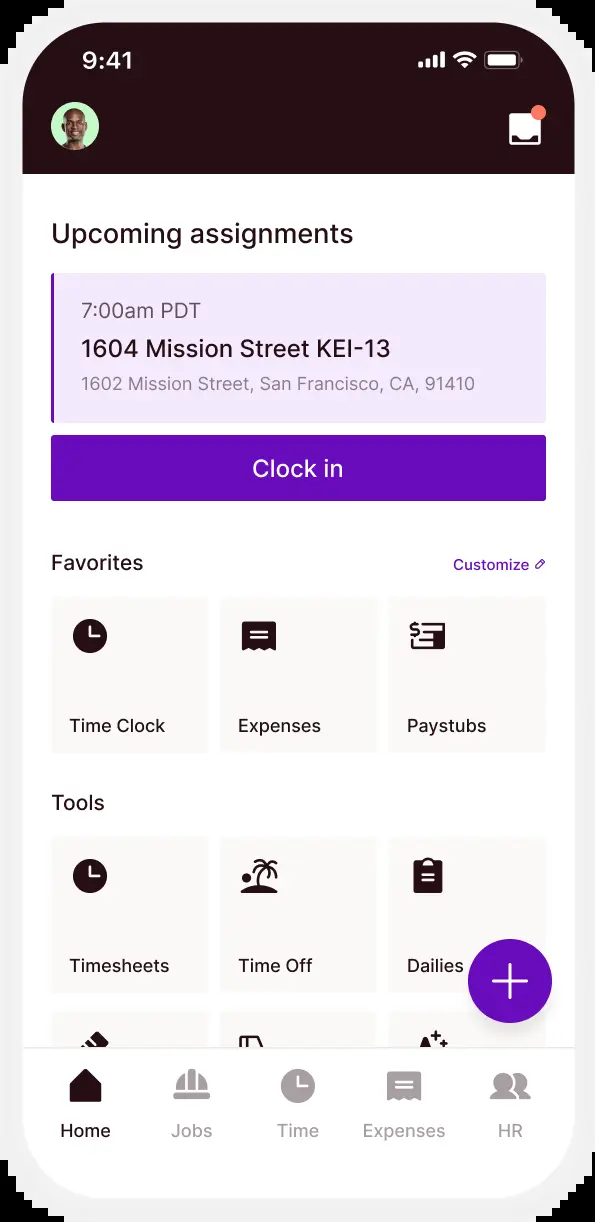 9:41
Upcoming assignments
7:00am PDT
1604 Mission Street KEI-13
1602 Mission Street, San Francisco, CA, 91410
Clock in
Favorites
Customize
Time Clock
Expenses
Paystubs
Tools
Timesheets
Time Off
Dailies
Home
Jobs
Time
Expenses
HR